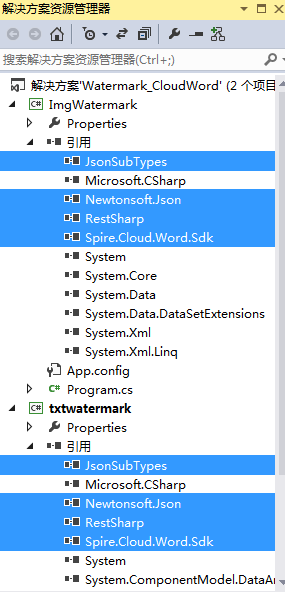 解决方案资源管理器
搜索解决方案资源管理器(Ctrl+;)
解决方案'Watermark_CloudWord' (2 个项目
ImgWatermark
Properties
引用
JsonSubTypes
Microsoft.CSharp
Newtonsoft.Json
RestSharp
Spire.Cloud.Word.Sdk
System
System.Core
System.Data
System.Data.DataSetExtensions
System.Xml
System.Xml.Linq
App.config
Program.cs
txtwatermark
Properties
引用
JsonSubTypes
Microsoft.CSharp
Newtonsoft.Json
RestSharp
Spire.Cloud.Word.Sdk
System
System.ComponentModel.DataAn